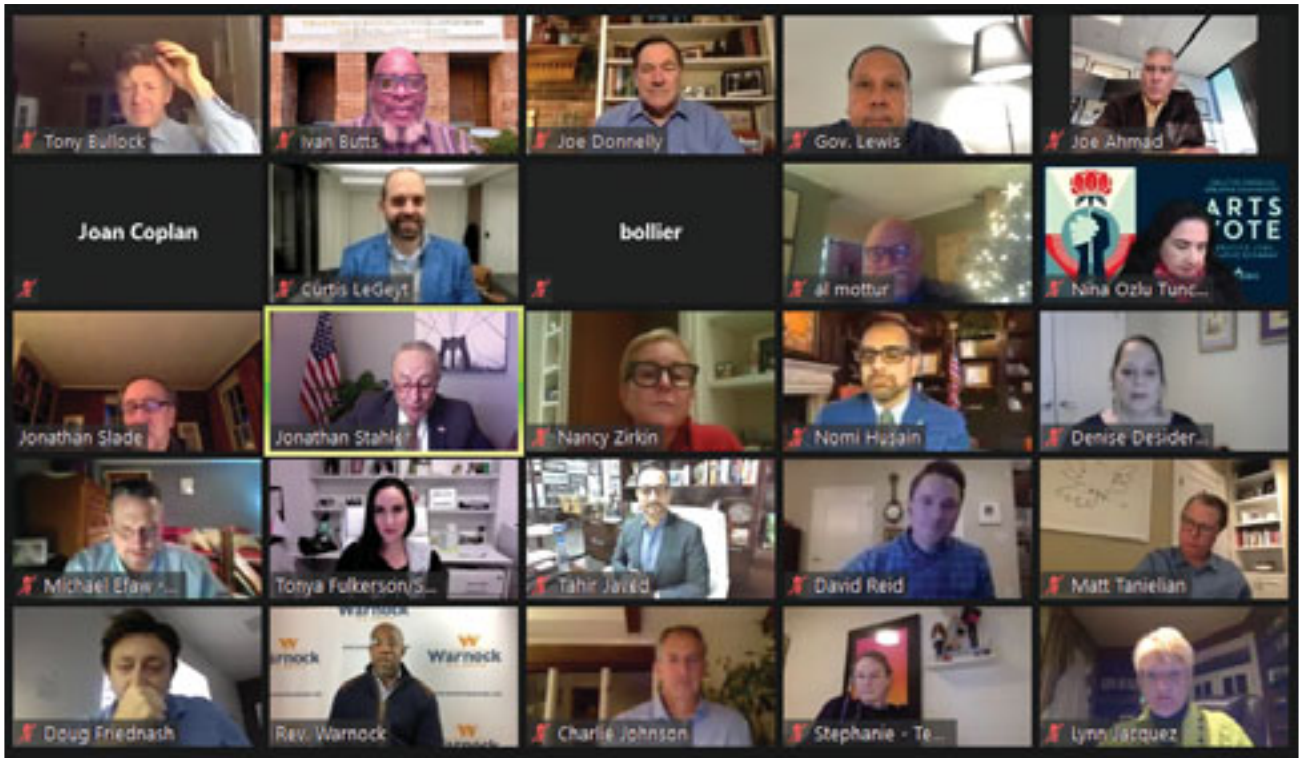 Tony Bullock
Ivan Butts
Joe Donnelly
Gov. Lewis
Joe Ahmad
Joan Coplan
Curtis LeGeyt
bollier
al mottur
ARTS
VOTE
Nina Ozlu Tunc...
Jonathan Slade
Jonathan Stahler
Nancy Zirkin
Nomi Husain
Denise Desider...
Michael Efaw -...
Tonya Fulkerson/S...
Tahir Javed
David Reid
Matt Tanielian
Doug Friednash
Warnock
Warnock
Warnock
Rev. Warnock
Charlie Johnson
Stephanie - Te...
Lynn Jacquez